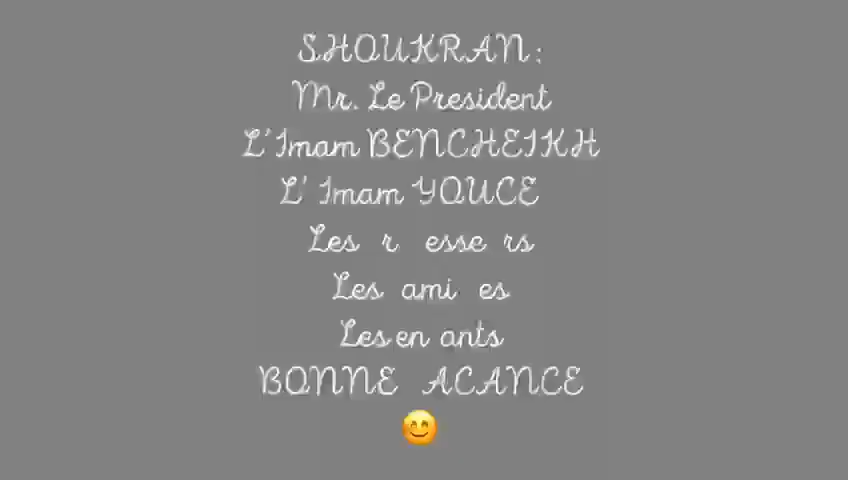 SHOUKRAN :
Mr. Le President
L'Imam BENCHEIKH
L' Imam YOUCE
Les r esse rs
Les ami es
Les en ants
BONNE ACANCE
😊